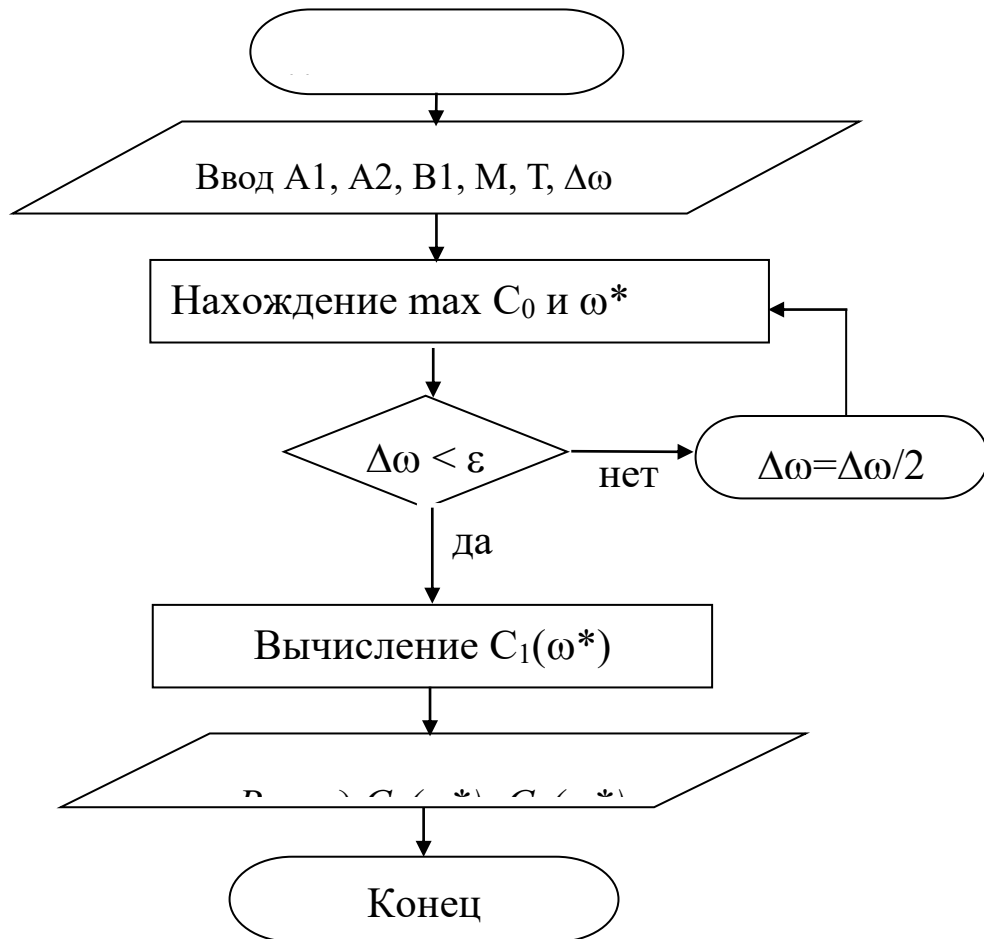 Ввод A1, A2, B1, M, T, Δω
Нахождение max C₀ и ω*
Δω < ε
нет
Δω=Δω/2
да
Вычисление C₁(ω*)
Конец